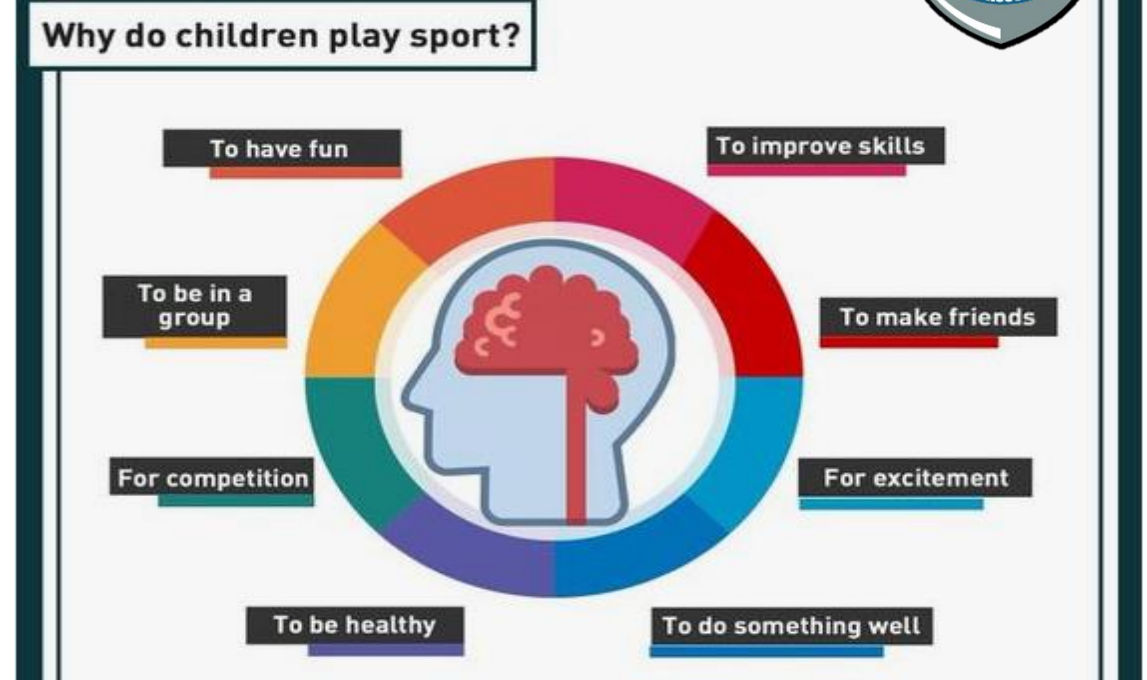 Why do children play sport?
To have fun
To improve skills
To be in a
group
To make friends
For competition
For excitement
To be healthy
To do something well